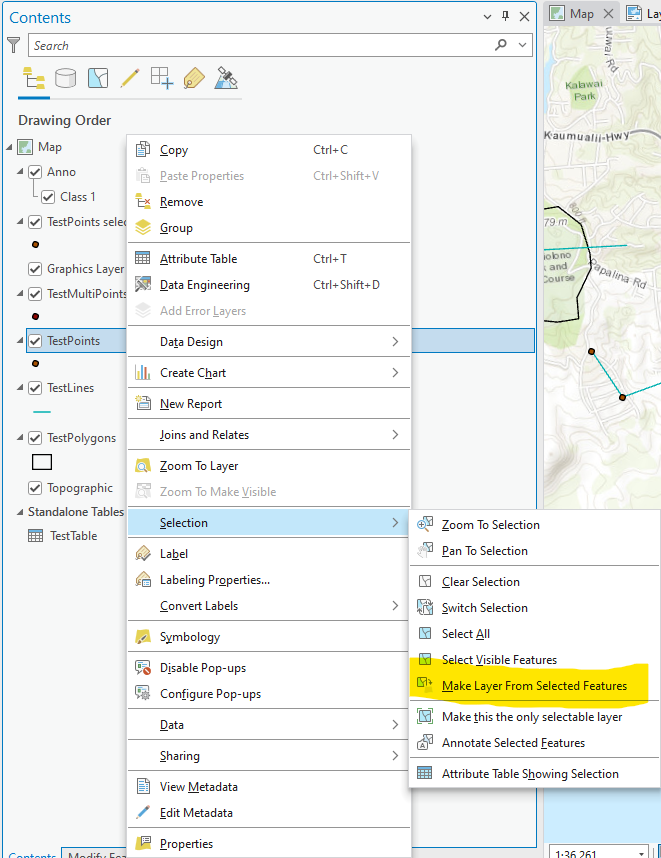 Contents
Search
Drawing Order
Map
Anno
Class 1
TestPoints selec
Graphics Layer
TestMultiPoints
TestPoints
TestLines
TestPolygons
Topographic
Standalone Tables
TestTable
Contents
Modify Fea
Copy Ctrl+C
Paste Properties Ctrl+Shift+V
Remove
Group
Attribute Table Ctrl+T
Data Engineering Ctrl+Shift+D
Add Error Layers
Data Design
Create Chart
New Report
Joins and Relates
Zoom To Layer
Zoom To Make Visible
Selection
Label
Labeling Properties...
Convert Labels
Symbology
Disable Pop-ups
Configure Pop-ups
Data
Sharing
View Metadata
Edit Metadata
Properties
Zoom To Selection
Pan To Selection
Clear Selection
Switch Selection
Select All
Select Visible Features
Make Layer From Selected Features
Make this the only selectable layer
Annotate Selected Features
Attribute Table Showing Selection
Map
Lay
Kalawai
Park
Kaumualii-Hwy
800 ft
79 m
olono
k and
Course
Papalina Rd
1:36,261